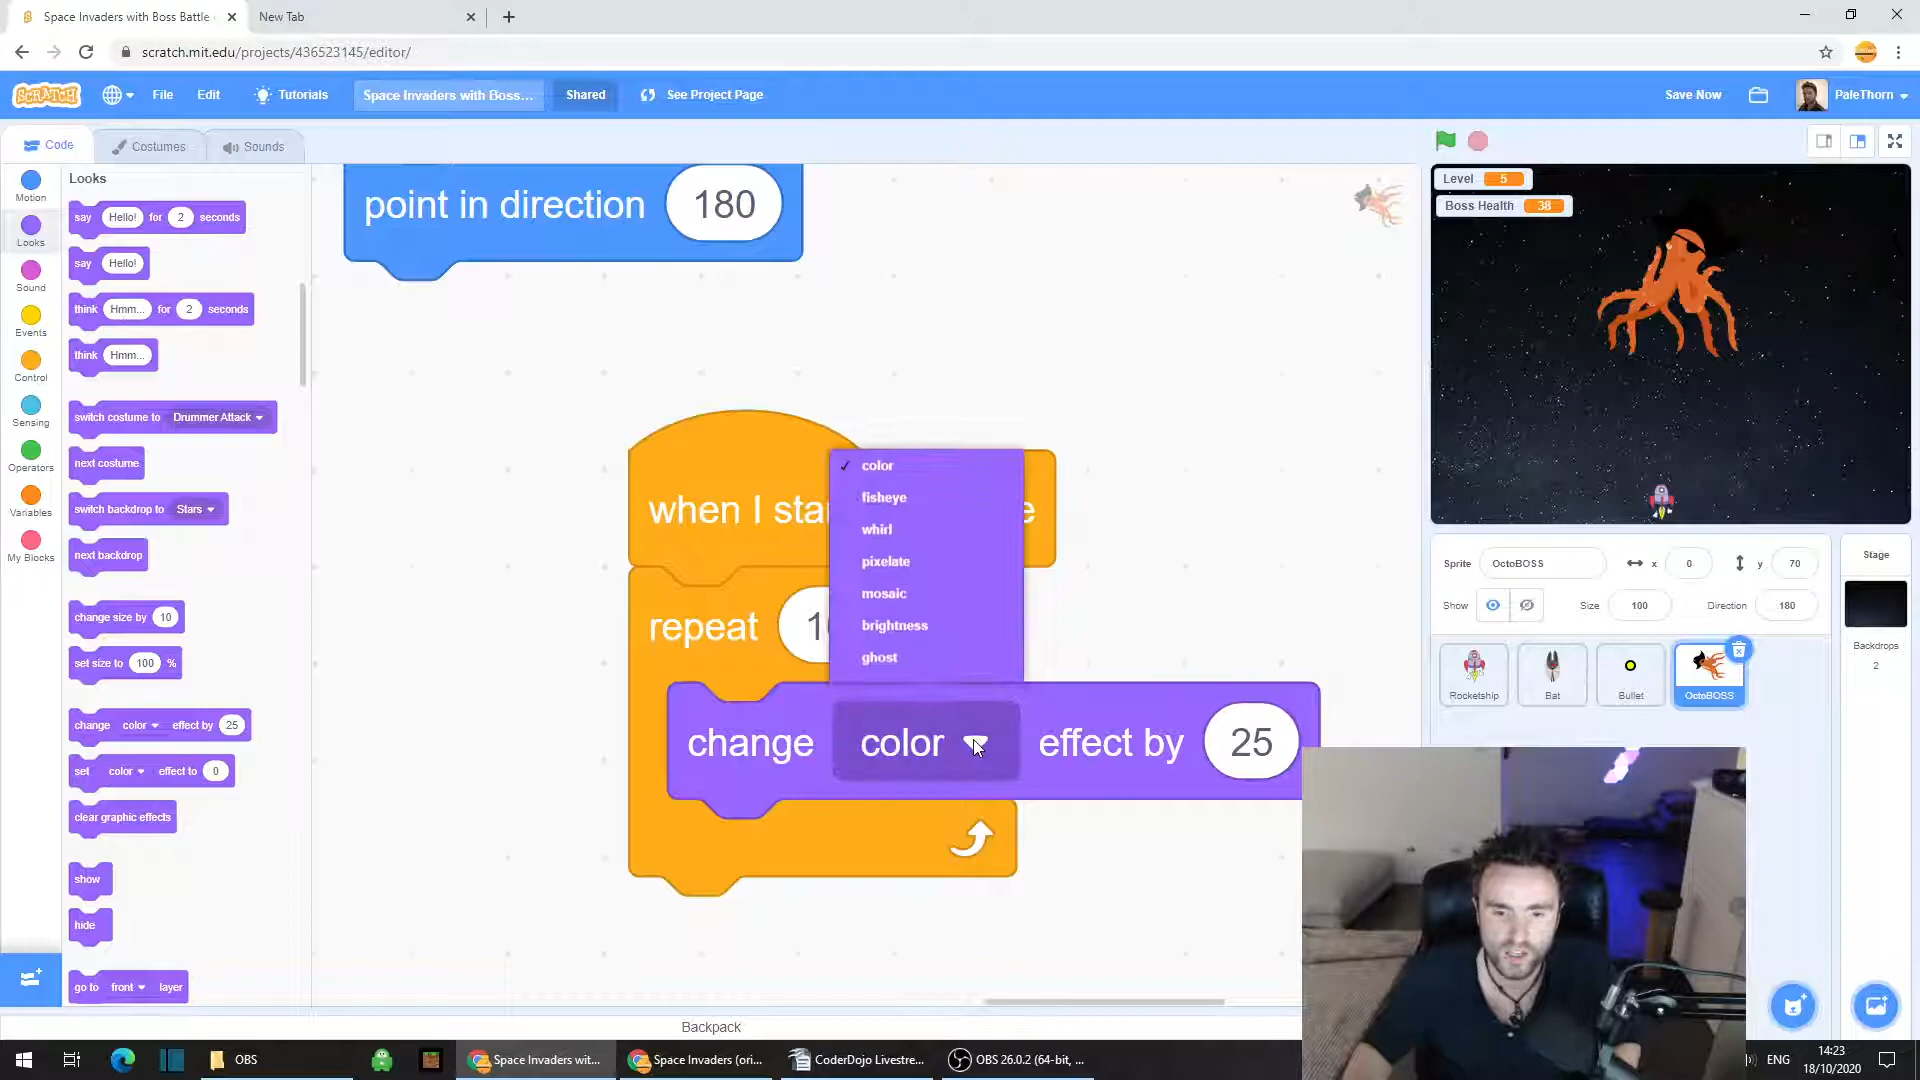 Space Invaders with Boss Battle
New Tab
scratch.mit.edu/projects/436523145/editor/
SCRATCH
File
Edit
Tutorials
Space Invaders with Boss...
Shared
See Project Page
Save Now
PaleThorn
Code
Costumes
Sounds
Motion
Looks
Sound
Events
Control
Sensing
Operators
Variables
My Blocks
Looks
say Hello! for 2 seconds
say Hello!
think Hmm... for 2 seconds
think Hmm...
switch costume to Drummer Attack
next costume
switch backdrop to Stars
next backdrop
change size by 10
set size to 100 %
change color effect by 25
set color effect to 0
clear graphic effects
show
hide
go to front layer
point in direction 180
when I sta
e
repeat 1
color
fisheye
whirl
pixelate
mosaic
brightness
ghost
change color effect by 25
Level 5
Boss Health 38
Sprite OctoBOSS x 0 y 70
Show Size 100 Direction 180
Rocketship
Bat
Bullet
OctoBOSS
Stage
Backdrops
2
Backpack
OBS
Space Invaders wit...
Space Invaders (ori...
CoderDojo Livestre...
OBS 26.0.2 (64-bit, ...
ENG
14:23
18/10/2020